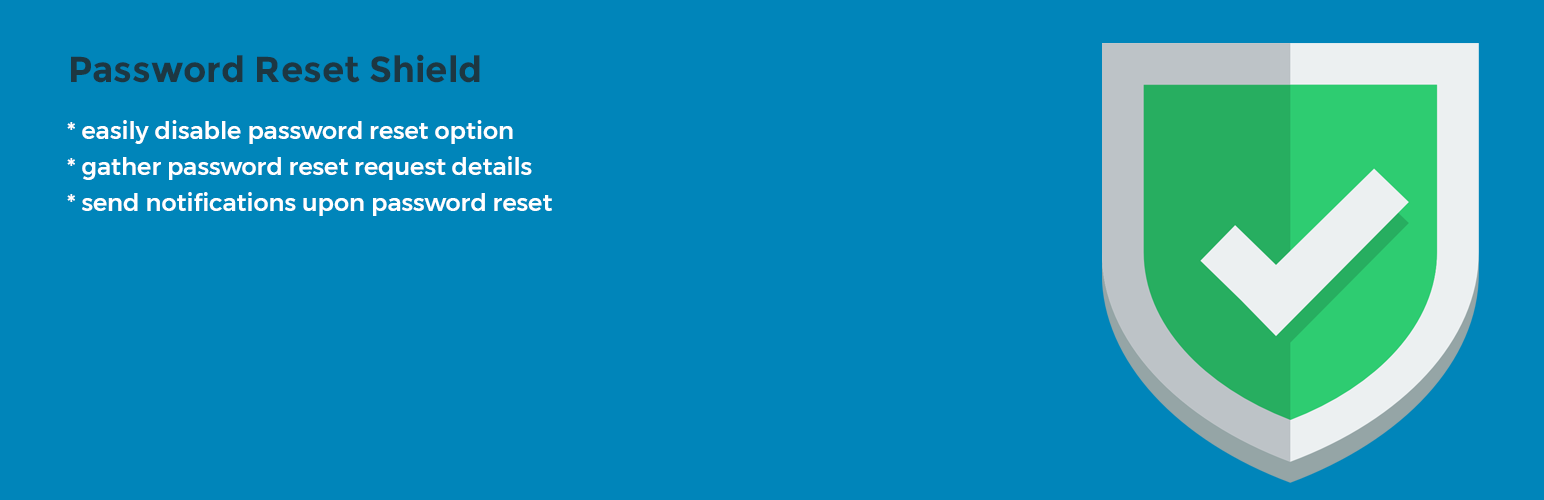 Password Reset Shield
* easily disable password reset option
* gather password reset request details
* send notifications upon password reset